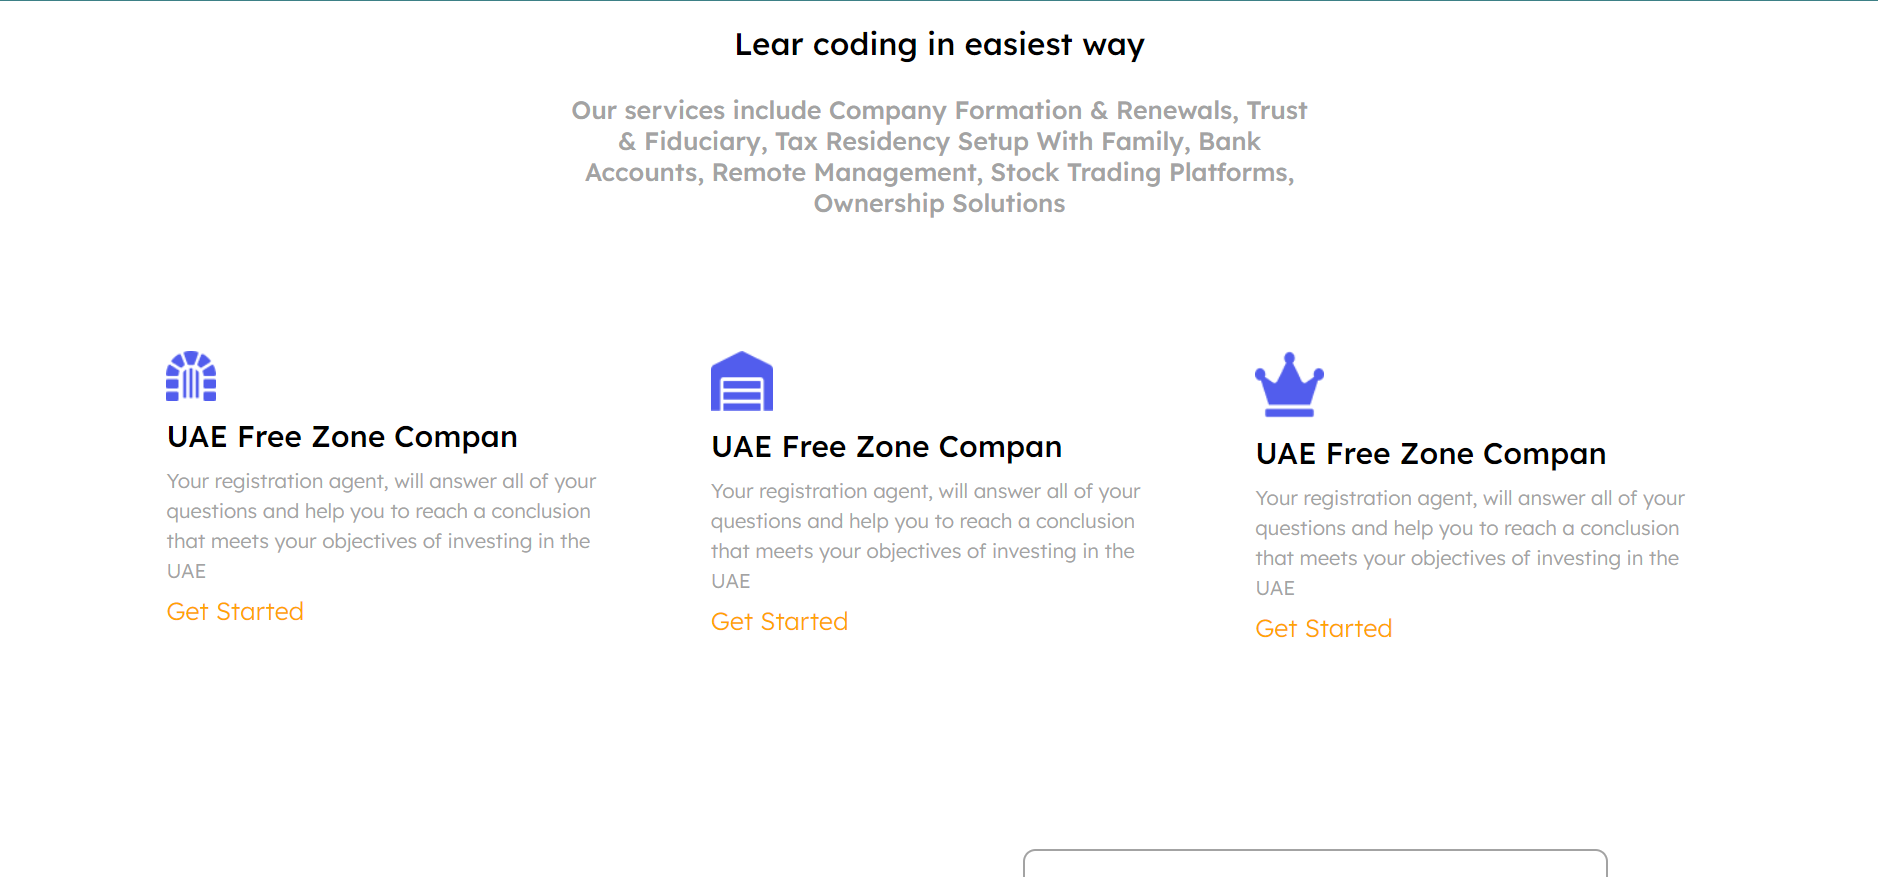 Lear coding in easiest way
Our services include Company Formation & Renewals, Trust
& Fiduciary, Tax Residency Setup With Family, Bank
Accounts, Remote Management, Stock Trading Platforms,
Ownership Solutions
UAE Free Zone Compan
Your registration agent, will answer all of your
questions and help you to reach a conclusion
that meets your objectives of investing in the
UAE
Get Started
UAE Free Zone Compan
Your registration agent, will answer all of your
questions and help you to reach a conclusion
that meets your objectives of investing in the
UAE
Get Started
UAE Free Zone Compan
Your registration agent, will answer all of your
questions and help you to reach a conclusion
that meets your objectives of investing in the
UAE
Get Started